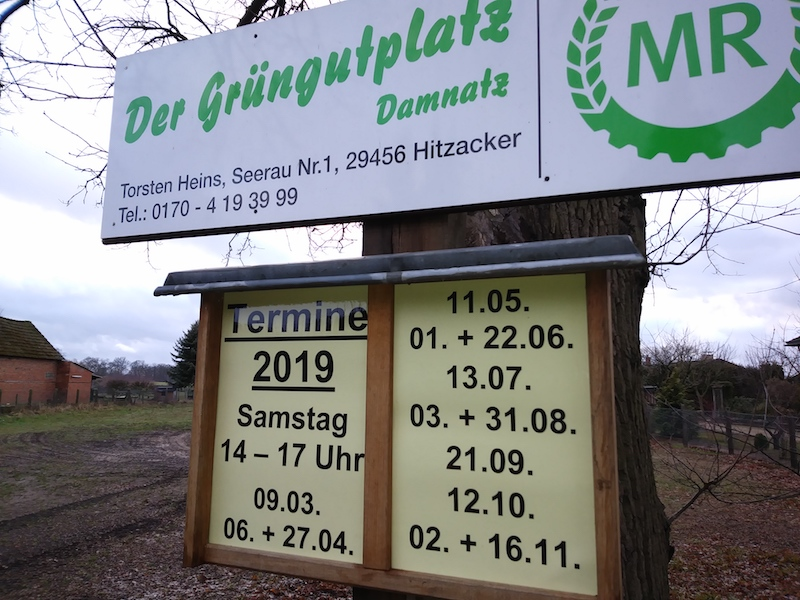 Der Grüngutplatz
Damnatz
Torsten Heins, Seerau Nr.1, 29456 Hitzacker
Tel.: 0170 - 4 19 39 99
MR
Termine
2019
Samstag
14 – 17 Uhr
09.03.
06. + 27.04.
11.05.
01. + 22.06.
13.07.
03. + 31.08.
21.09.
12.10.
02. + 16.11.